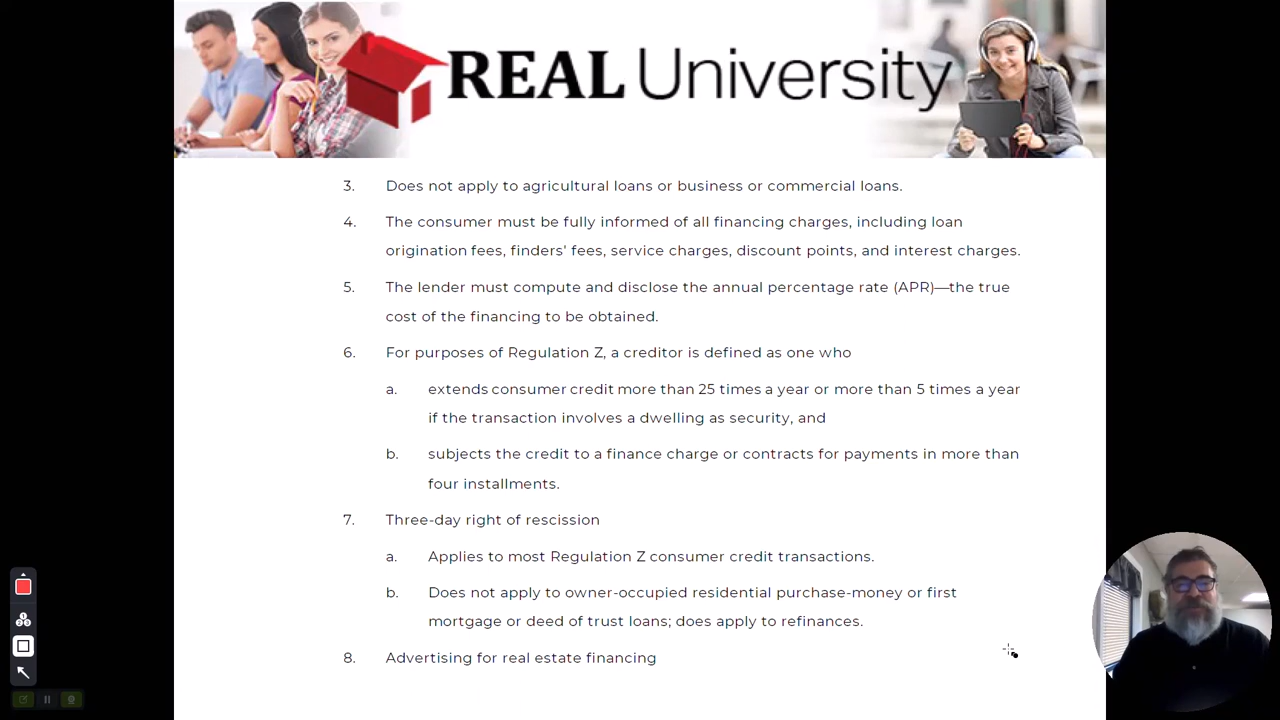 REAL University
3. Does not apply to agricultural loans or business or commercial loans.
4. The consumer must be fully informed of all financing charges, including loan
origination fees, finders' fees, service charges, discount points, and interest charges.
5. The lender must compute and disclose the annual percentage rate (APR)—the true
cost of the financing to be obtained.
6. For purposes of Regulation Z, a creditor is defined as one who
a. extends consumer credit more than 25 times a year or more than 5 times a year
if the transaction involves a dwelling as security, and
b. subjects the credit to a finance charge or contracts for payments in more than
four installments.
7. Three-day right of rescission
a. Applies to most Regulation Z consumer credit transactions.
b. Does not apply to owner-occupied residential purchase-money or first
mortgage or deed of trust loans; does apply to refinances.
8. Advertising for real estate financing